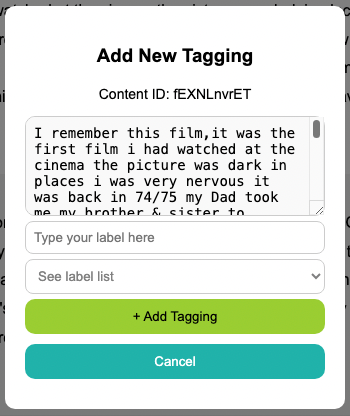 Add New Tagging
Content ID: fEXNLnvrET
I remember this film,it was the
first film i had watched at the
cinema the picture was dark in
places i was very nervous it
was back in 74/75 my Dad took
me my brother & sister to
Type your label here
See label list
+ Add Tagging
Cancel